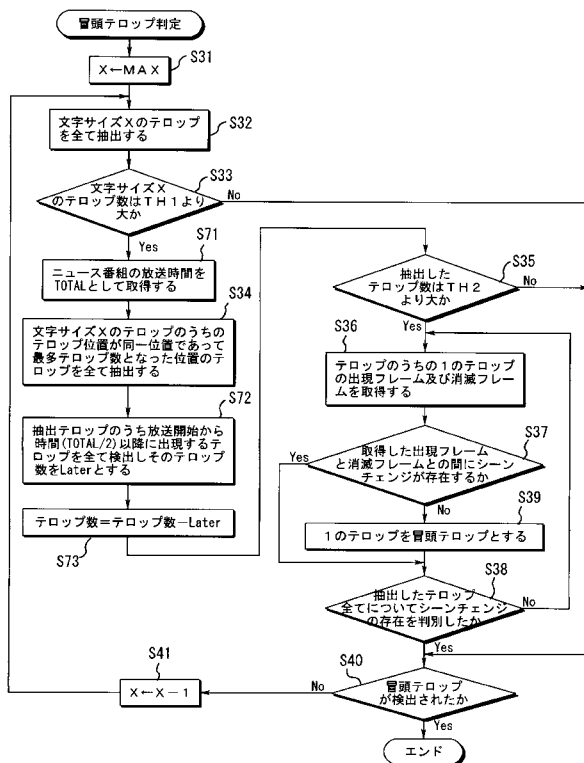 冒頭テロップ判定
S31
X←MAX
S32
文字サイズXのテロップ
を全て抽出する
S33
文字サイズX
のテロップ数はTH1より
大か
No
Yes
S71
ニュース番組の放送時間を
TOTALとして取得する
S34
文字サイズXのテロップのうちの
テロップ位置が同一位置であって
最多テロップ数となった位置の
テロップを全て抽出する
S72
抽出テロップのうち放送開始から
時間(TOTAL/2)以降に出現するテ
ロップを全て検出しそのテロップ
数をLaterとする
テロップ数=テロップ数−Later
S73
S35
抽出した
テロップ数はTH2
より大か
No
Yes
S36
テロップのうちの1のテロップ
の出現フレーム及び消滅フレーム
を取得する
S37
取得した出現フレーム
と消滅フレームとの間にシーン
チェンジが存在するか
Yes
No
S39
1のテロップを冒頭テロップとする
S38
抽出したテロップ
全てについてシーンチェンジ
の存在を判別したか
No
Yes
S40
冒頭テロップ
が検出されたか
No
Yes
S41
X←X−1
エンド